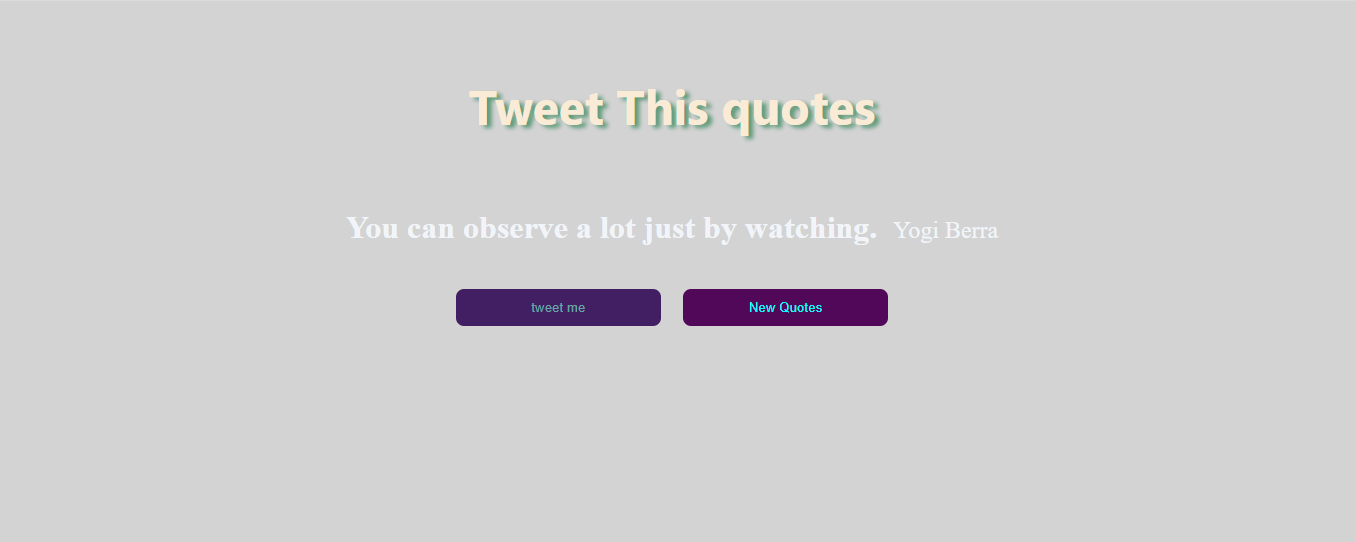 Tweet This quotes
You can observe a lot just by watching. Yogi Berra
tweet me New Quotes